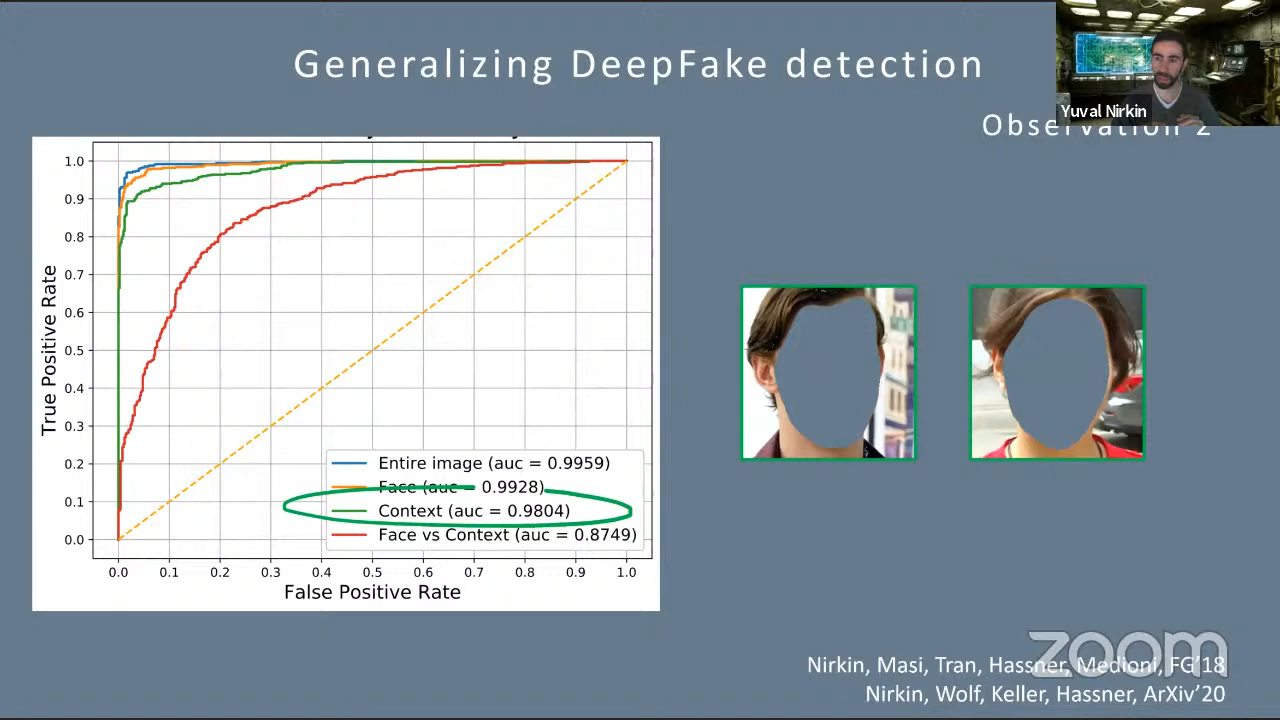 Generalizing DeepFake detection
Yuval Nirkin
Observation 2
1.0
0.9
0.8
0.7
0.6
0.5
0.4
0.3
0.2
0.1
0.0
True Positive Rate
Entire image (auc = 0.9959)
Face (auc = 0.9928)
Context (auc = 0.9804)
Face vs Context (auc = 0.8749)
0.0 0.1 0.2 0.3 0.4 0.5 0.6 0.7 0.8 0.9 1.0
False Positive Rate
zoom
Nirkin, Masi, Tran, Hassner, Medioni, FG'18
Nirkin, Wolf, Keller, Hassner, ArXiv'20